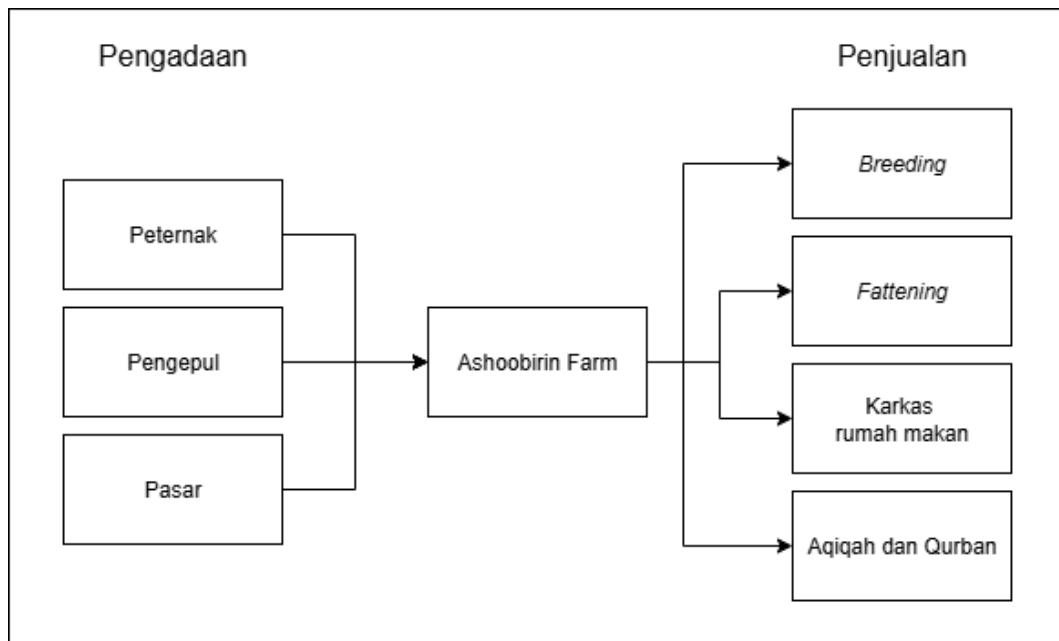 Pengadaan
Penjualan
Peternak
Pengepul
Pasar
Ashoobirin Farm
Breeding
Fattening
Karkas
rumah makan
Aqiqah dan Qurban